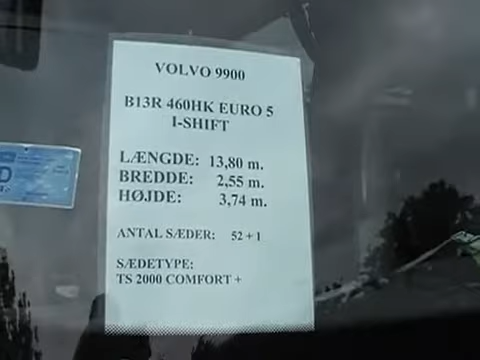 VOLVO 9900
B13R 460HK EURO 5
I-SHIFT
LÆNGDE: 13,80 m.
BREDDE: 2,55 m.
HØJDE: 3,74 m.
ANTAL SÆDER: 52 + 1
SÆDETYPE:
TS 2000 COMFORT +
D